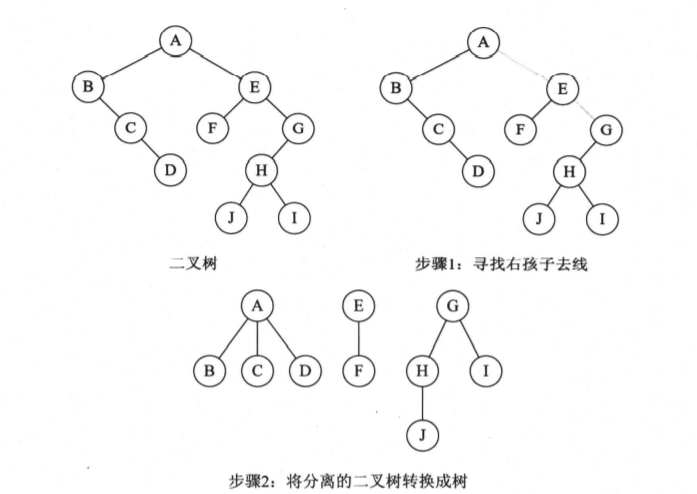 A A
B E B E
C F G C F G
D H D H
J I J I
二叉树 步骤1：寻找右孩子去线
A E G
B C D F H I
J
步骤2：将分离的二叉树转换成树